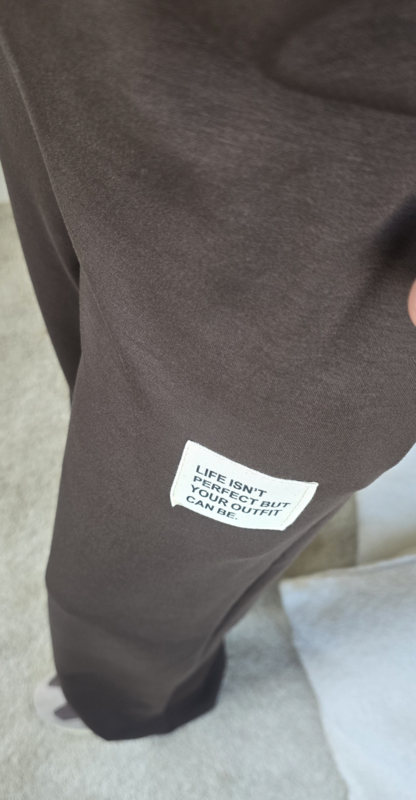 LIFE ISN'T
PERFECT BUT
YOUR OUTFIT
CAN BE.